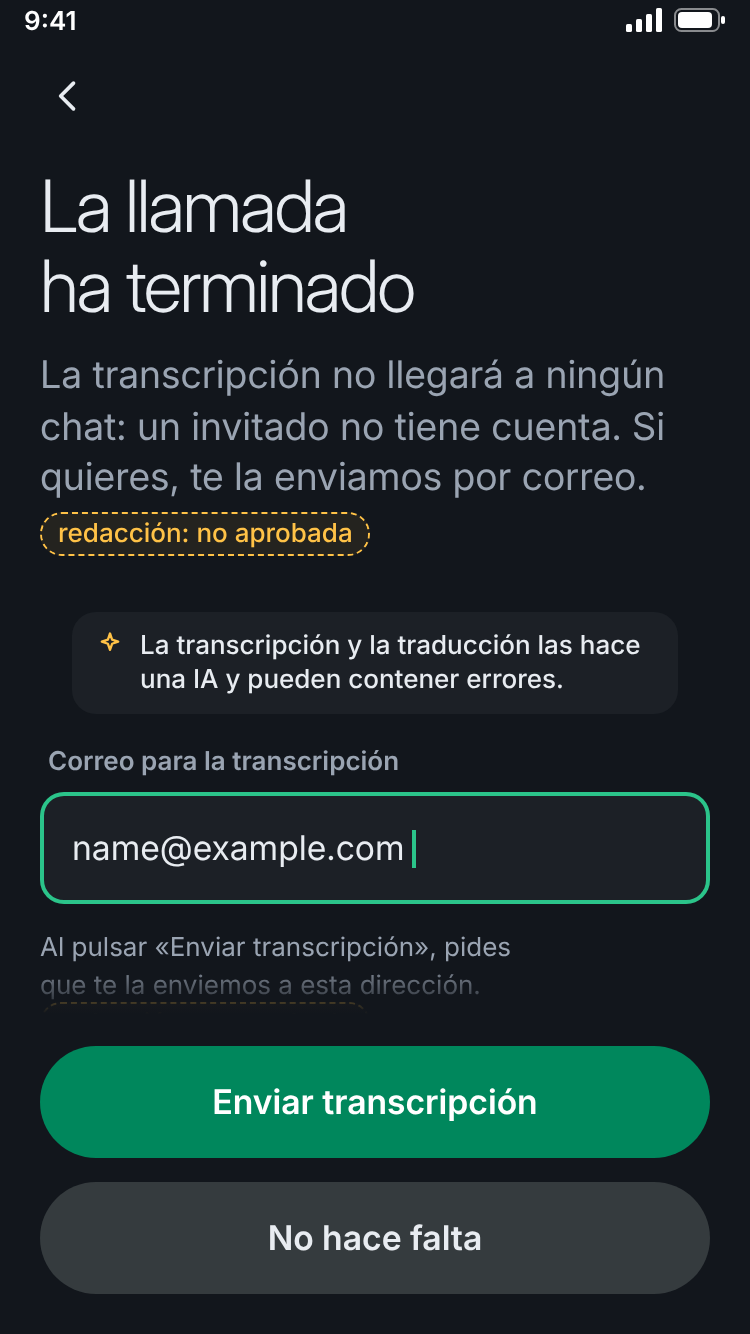 9:41
La llamada
ha terminado
La transcripción no llegará a ningún
chat: un invitado no tiene cuenta. Si
quieres, te la enviamos por correo.
redacción: no aprobada
La transcripción y la traducción las hace
una IA y pueden contener errores.
Correo para la transcripción
name@example.com
Al pulsar «Enviar transcripción», pides
que te la enviemos a esta dirección.
Enviar transcripción
No hace falta